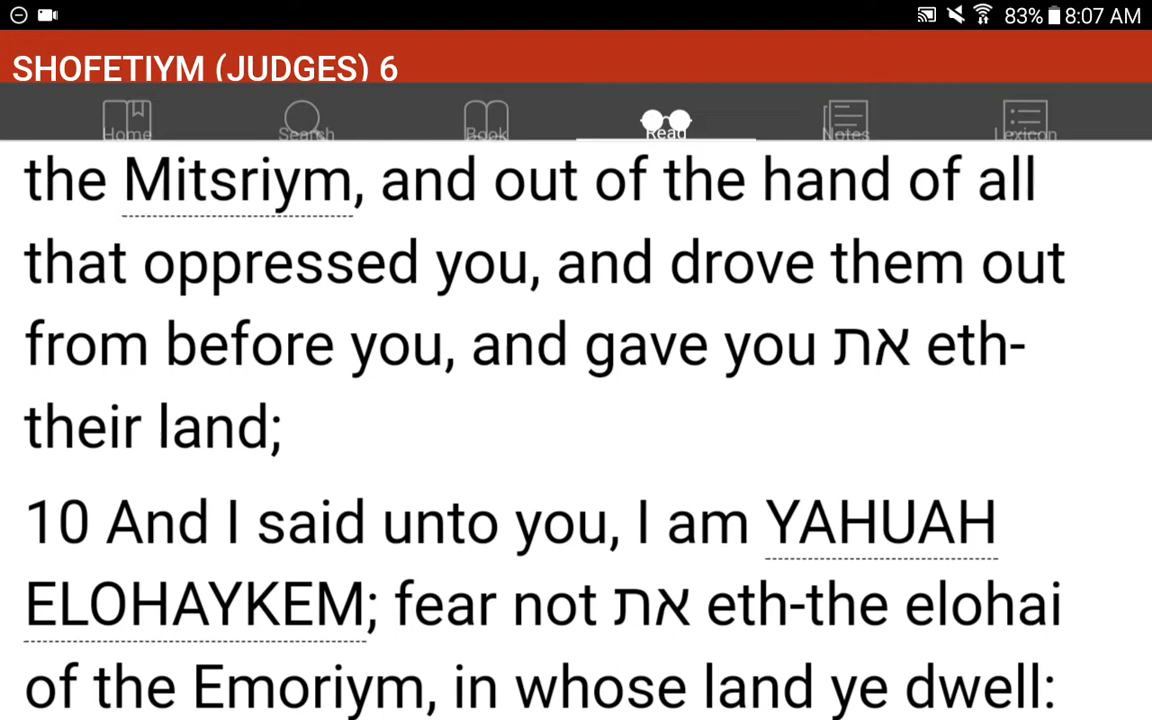 83% 8:07 AM
SHOFETIYM (JUDGES) 6
Home Search Book Read Notes Lexicon
the Mitsriym, and out of the hand of all
that oppressed you, and drove them out
from before you, and gave you את eth-
their land;
10 And I said unto you, I am YAHUAH
ELOHAYKEM; fear not את eth-the elohai
of the Emoriym, in whose land ye dwell: